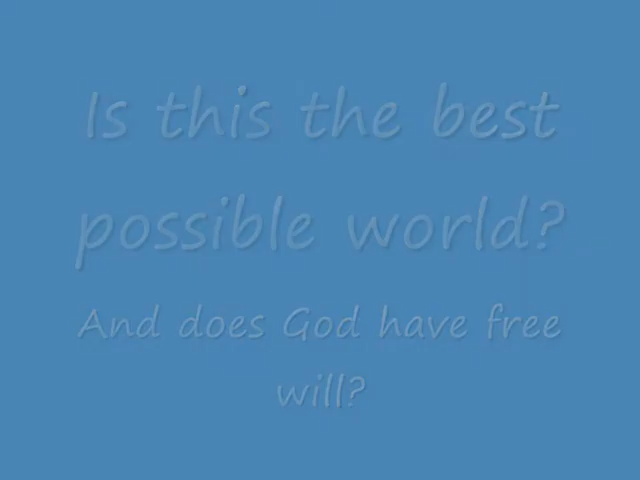 Is this the best
possible world?
And does God have free
will?